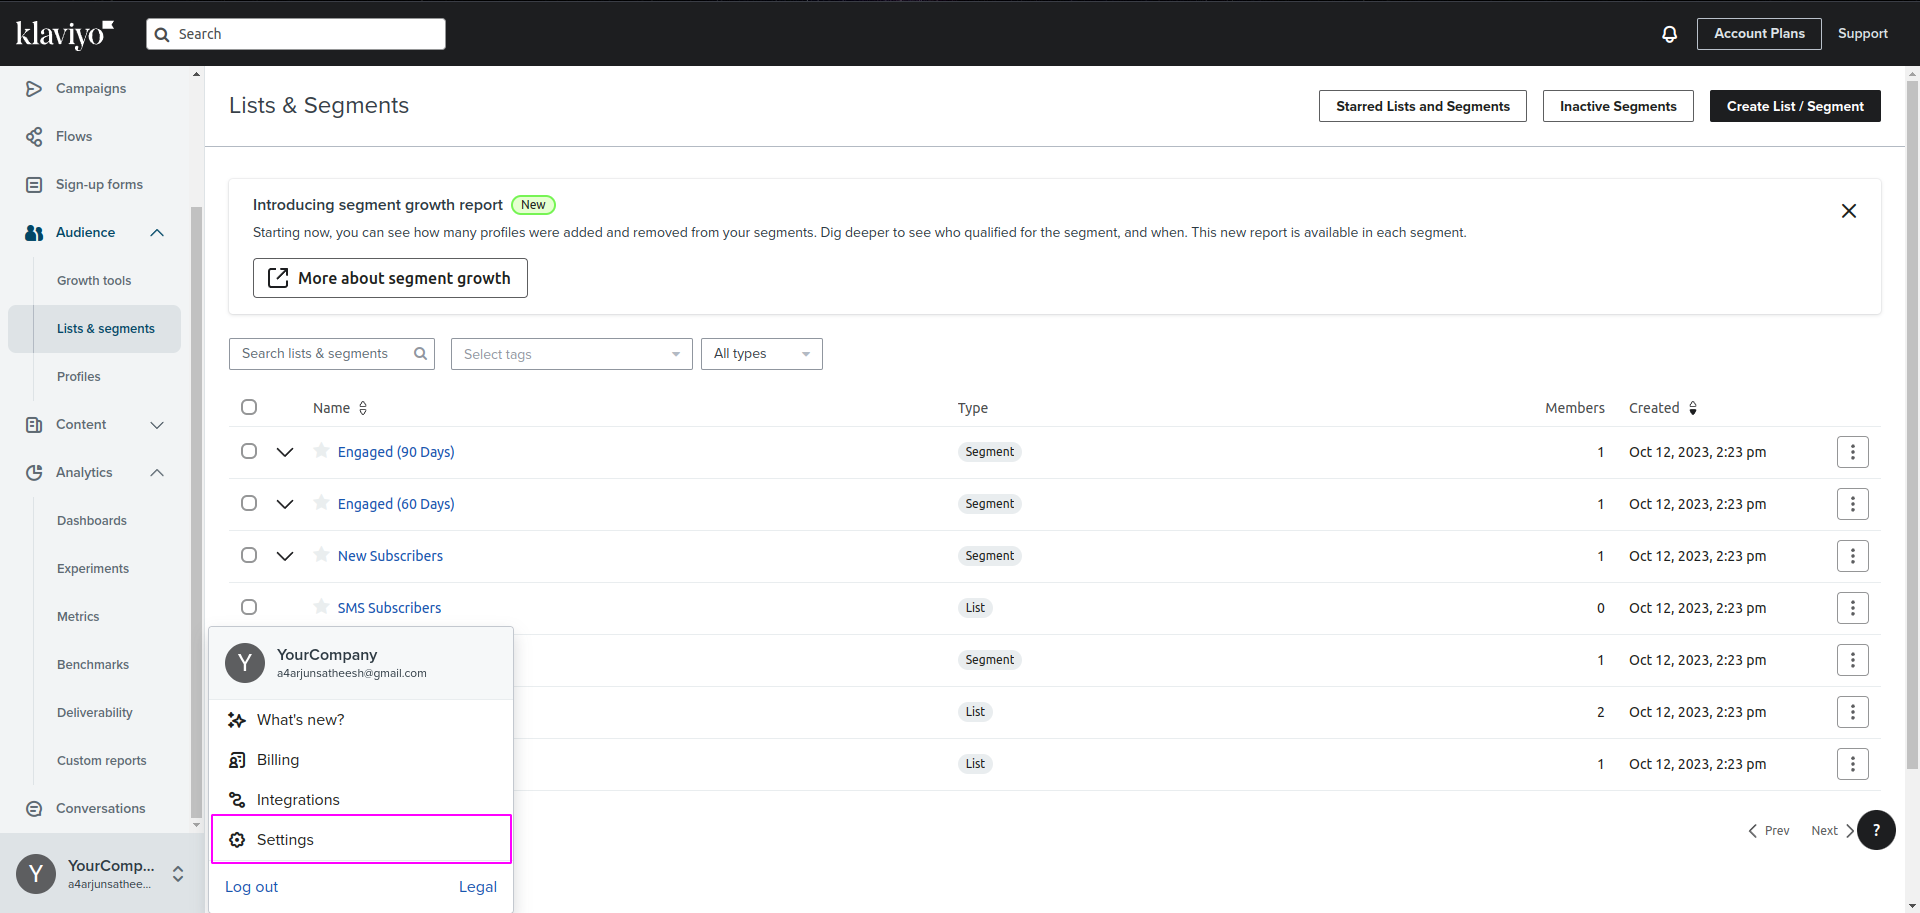 klaviyo
Search
Account Plans
Support
Campaigns
Flows
Sign-up forms
Audience
Growth tools
Lists & segments
Profiles
Content
Analytics
Dashboards
Experiments
Metrics
Benchmarks
Deliverability
Custom reports
Conversations
Y
YourComp...
a4arjunsathee...
Lists & Segments
Starred Lists and Segments
Inactive Segments
Create List / Segment
Introducing segment growth report New
Starting now, you can see how many profiles were added and removed from your segments. Dig deeper to see who qualified for the segment, and when. This new report is available in each segment.
More about segment growth
Search lists & segments
Select tags
All types
Name Type Members Created
Engaged (90 Days) Segment 1 Oct 12, 2023, 2:23 pm
Engaged (60 Days) Segment 1 Oct 12, 2023, 2:23 pm
New Subscribers Segment 1 Oct 12, 2023, 2:23 pm
SMS Subscribers List 0 Oct 12, 2023, 2:23 pm
Segment 1 Oct 12, 2023, 2:23 pm
List 2 Oct 12, 2023, 2:23 pm
List 1 Oct 12, 2023, 2:23 pm
Prev Next
?
Y
YourCompany
a4arjunsatheesh@gmail.com
What's new?
Billing
Integrations
Settings
Log out Legal